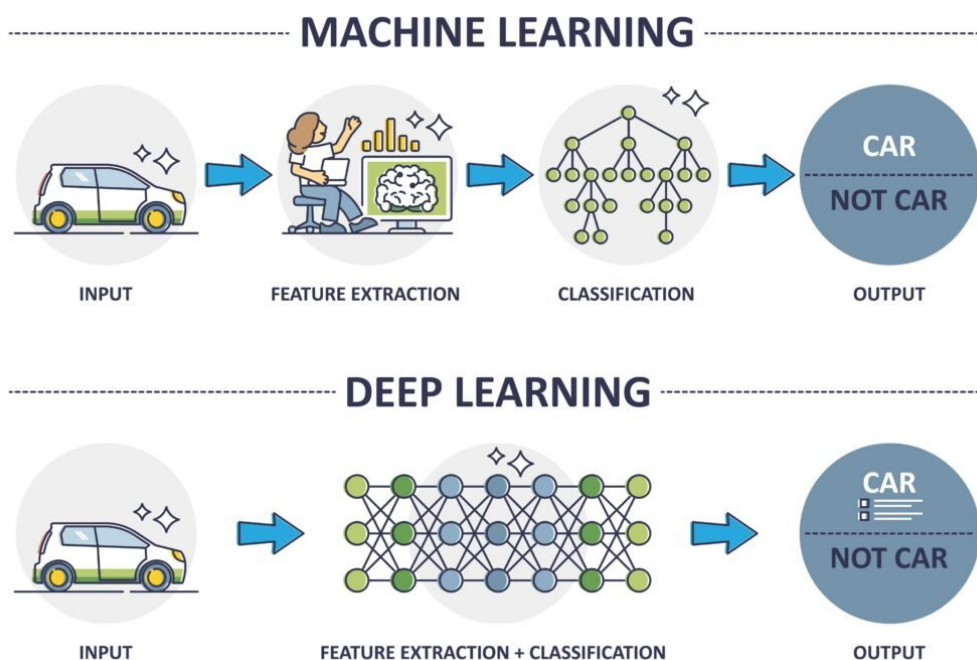 MACHINE LEARNING
INPUT
FEATURE EXTRACTION
CLASSIFICATION
CAR
NOT CAR
OUTPUT
DEEP LEARNING
INPUT
FEATURE EXTRACTION + CLASSIFICATION
CAR
NOT CAR
OUTPUT